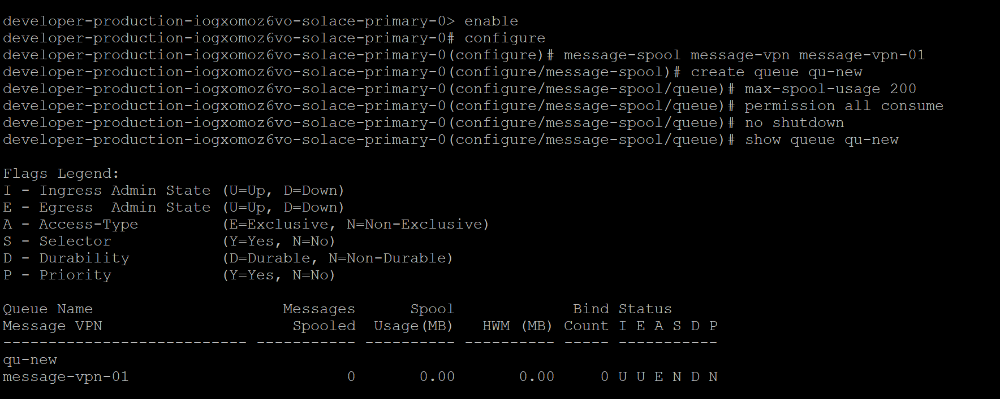 developer-production-iogxomoz6vo-solace-primary-0> enable
developer-production-iogxomoz6vo-solace-primary-0# configure
developer-production-iogxomoz6vo-solace-primary-0(configure)# message-spool message-vpn message-vpn-01
developer-production-iogxomoz6vo-solace-primary-0(configure/message-spool)# create queue qu-new
developer-production-iogxomoz6vo-solace-primary-0(configure/message-spool/queue)# max-spool-usage 200
developer-production-iogxomoz6vo-solace-primary-0(configure/message-spool/queue)# permission all consume
developer-production-iogxomoz6vo-solace-primary-0(configure/message-spool/queue)# no shutdown
developer-production-iogxomoz6vo-solace-primary-0(configure/message-spool/queue)# show queue qu-new

Flags Legend:
I - Ingress Admin State (U=Up, D=Down)
E - Egress  Admin State (U=Up, D=Down)
A - Access-Type         (E=Exclusive, N=Non-Exclusive)
S - Selector            (Y=Yes, N=No)
D - Durability          (D=Durable, N=Non-Durable)
P - Priority            (Y=Yes, N=No)

Queue Name                     Messages      Spool             Bind Status
Message VPN                     Spooled  Usage(MB)   HWM (MB) Count I E A S D P
--------------------------- ----------- ---------- ---------- ----- -----------
qu-new
message-vpn-01                        0       0.00       0.00     0 U U E N D N